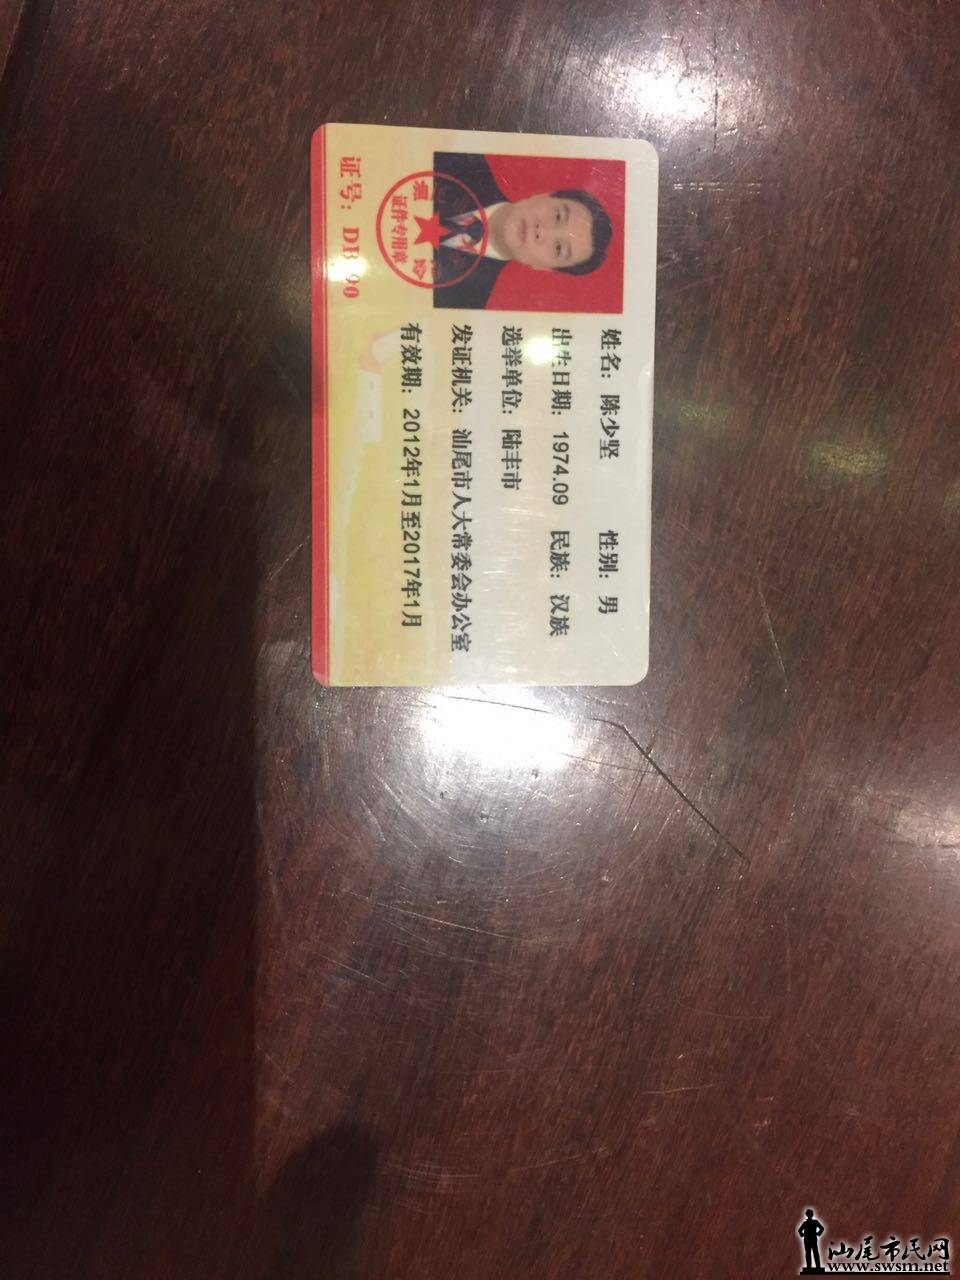 姓名：陈少坚 性别：男
出生日期：1974.09 民族：汉族
选举单位：陆丰市
发证机关：汕尾市人大常委会办公室
有效期：2012年1月至2017年1月
证件专用章
证号：DB 90
汕尾市民网
www.swsm.net